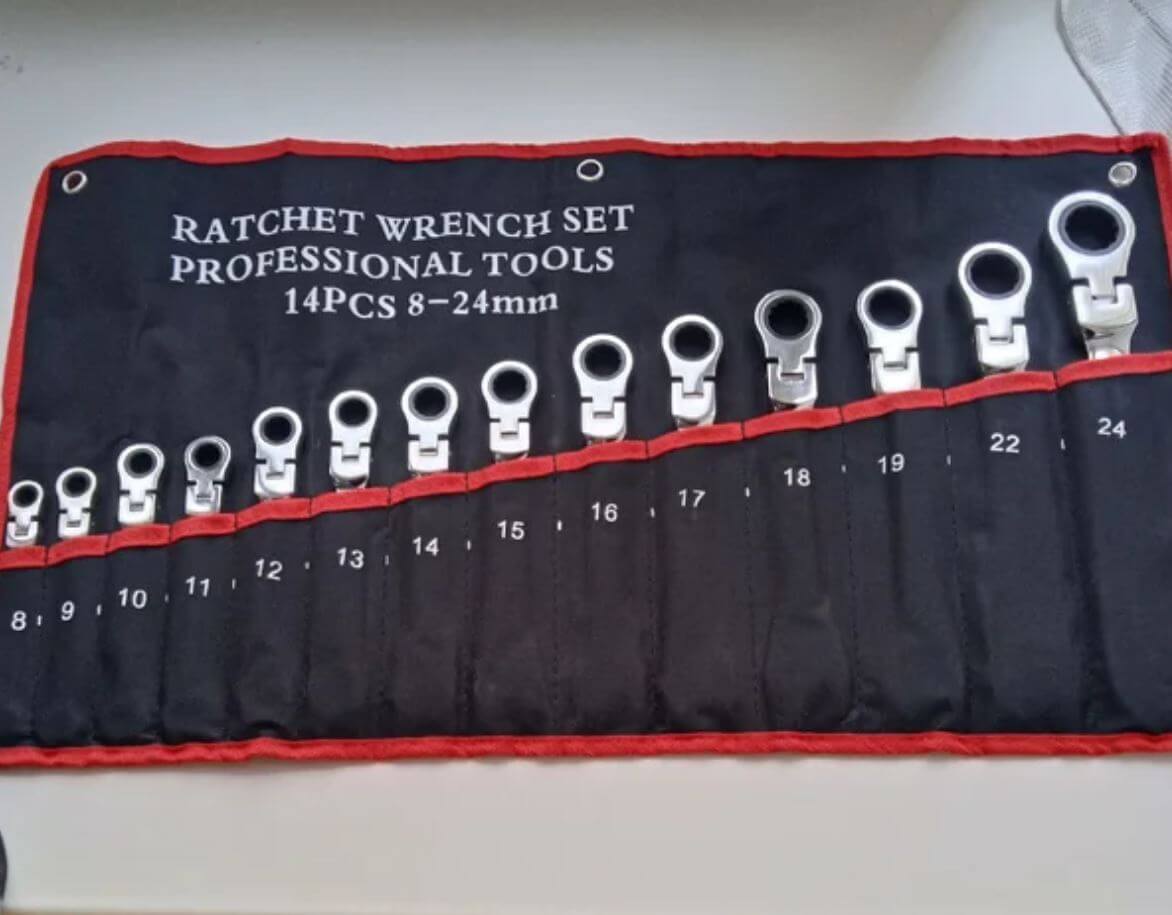 RATCHET WRENCH SET
PROFESSIONAL TOOLS
14PCS 8-24mm
8 9 10 11 12 13 14 15 16 17 18 19 22 24